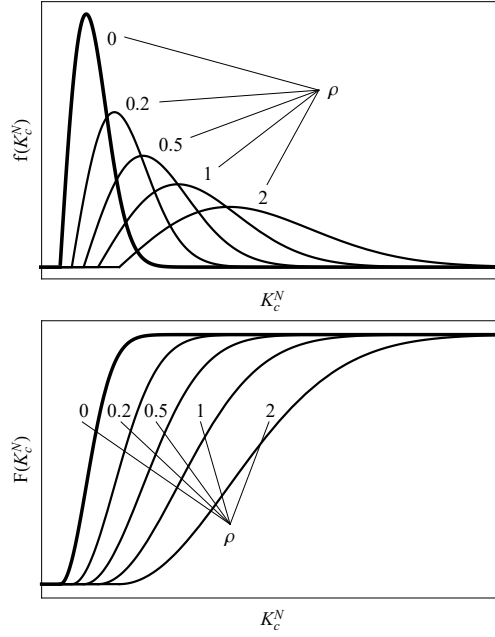 0
0.2
ρ
0.5
1
2
f(K_c^N)
K_c^N
0 0.2 0.5 1 2
ρ
F(K_c^N)
K_c^N